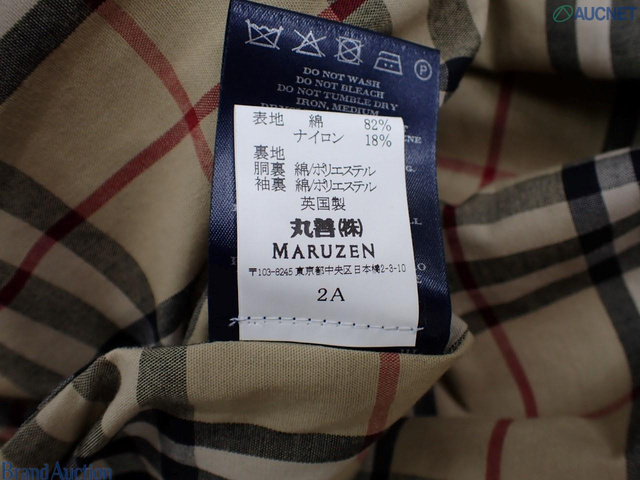 AUCNET
DO NOT WASH
DO NOT BLEACH
DO NOT TUMBLE DRY
IRON, MEDIUM
表地 綿 82%
ナイロン 18%
裏地
胴裏 綿/ポリエステル
袖裏 綿/ポリエステル
英国製
丸善(株)
MARUZEN
〒103-8245 東京都中央区日本橋2-3-10
2A
Brand Auction